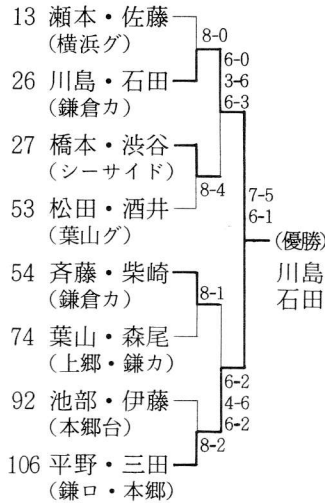 13 瀬本・佐藤
(横浜グ)
8-0
26 川島・石田
(鎌倉カ)
6-0
3-6
6-3
27 橋本・渋谷
(シーサイド)
8-4
53 松田・酒井
(葉山グ)
7-5
6-1
(優勝)
川島
石田
54 斉藤・柴崎
(鎌倉カ)
8-1
74 葉山・森尾
(上郷・鎌カ)
6-2
4-6
6-2
92 池部・伊藤
(本郷台)
8-2
106 平野・三田
(鎌ロ・本郷)